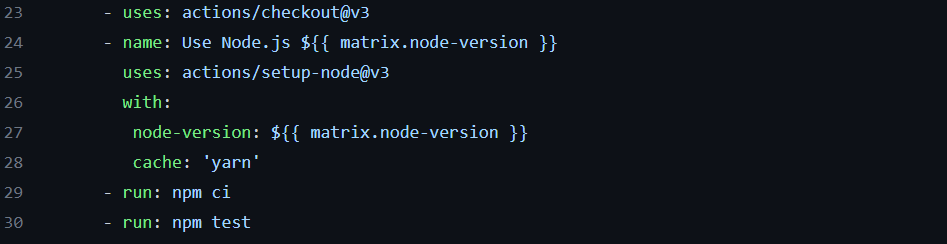 23 - uses: actions/checkout@v3
24 - name: Use Node.js ${{ matrix.node-version }}
25 uses: actions/setup-node@v3
26 with:
27 node-version: ${{ matrix.node-version }}
28 cache: 'yarn'
29 - run: npm ci
30 - run: npm test